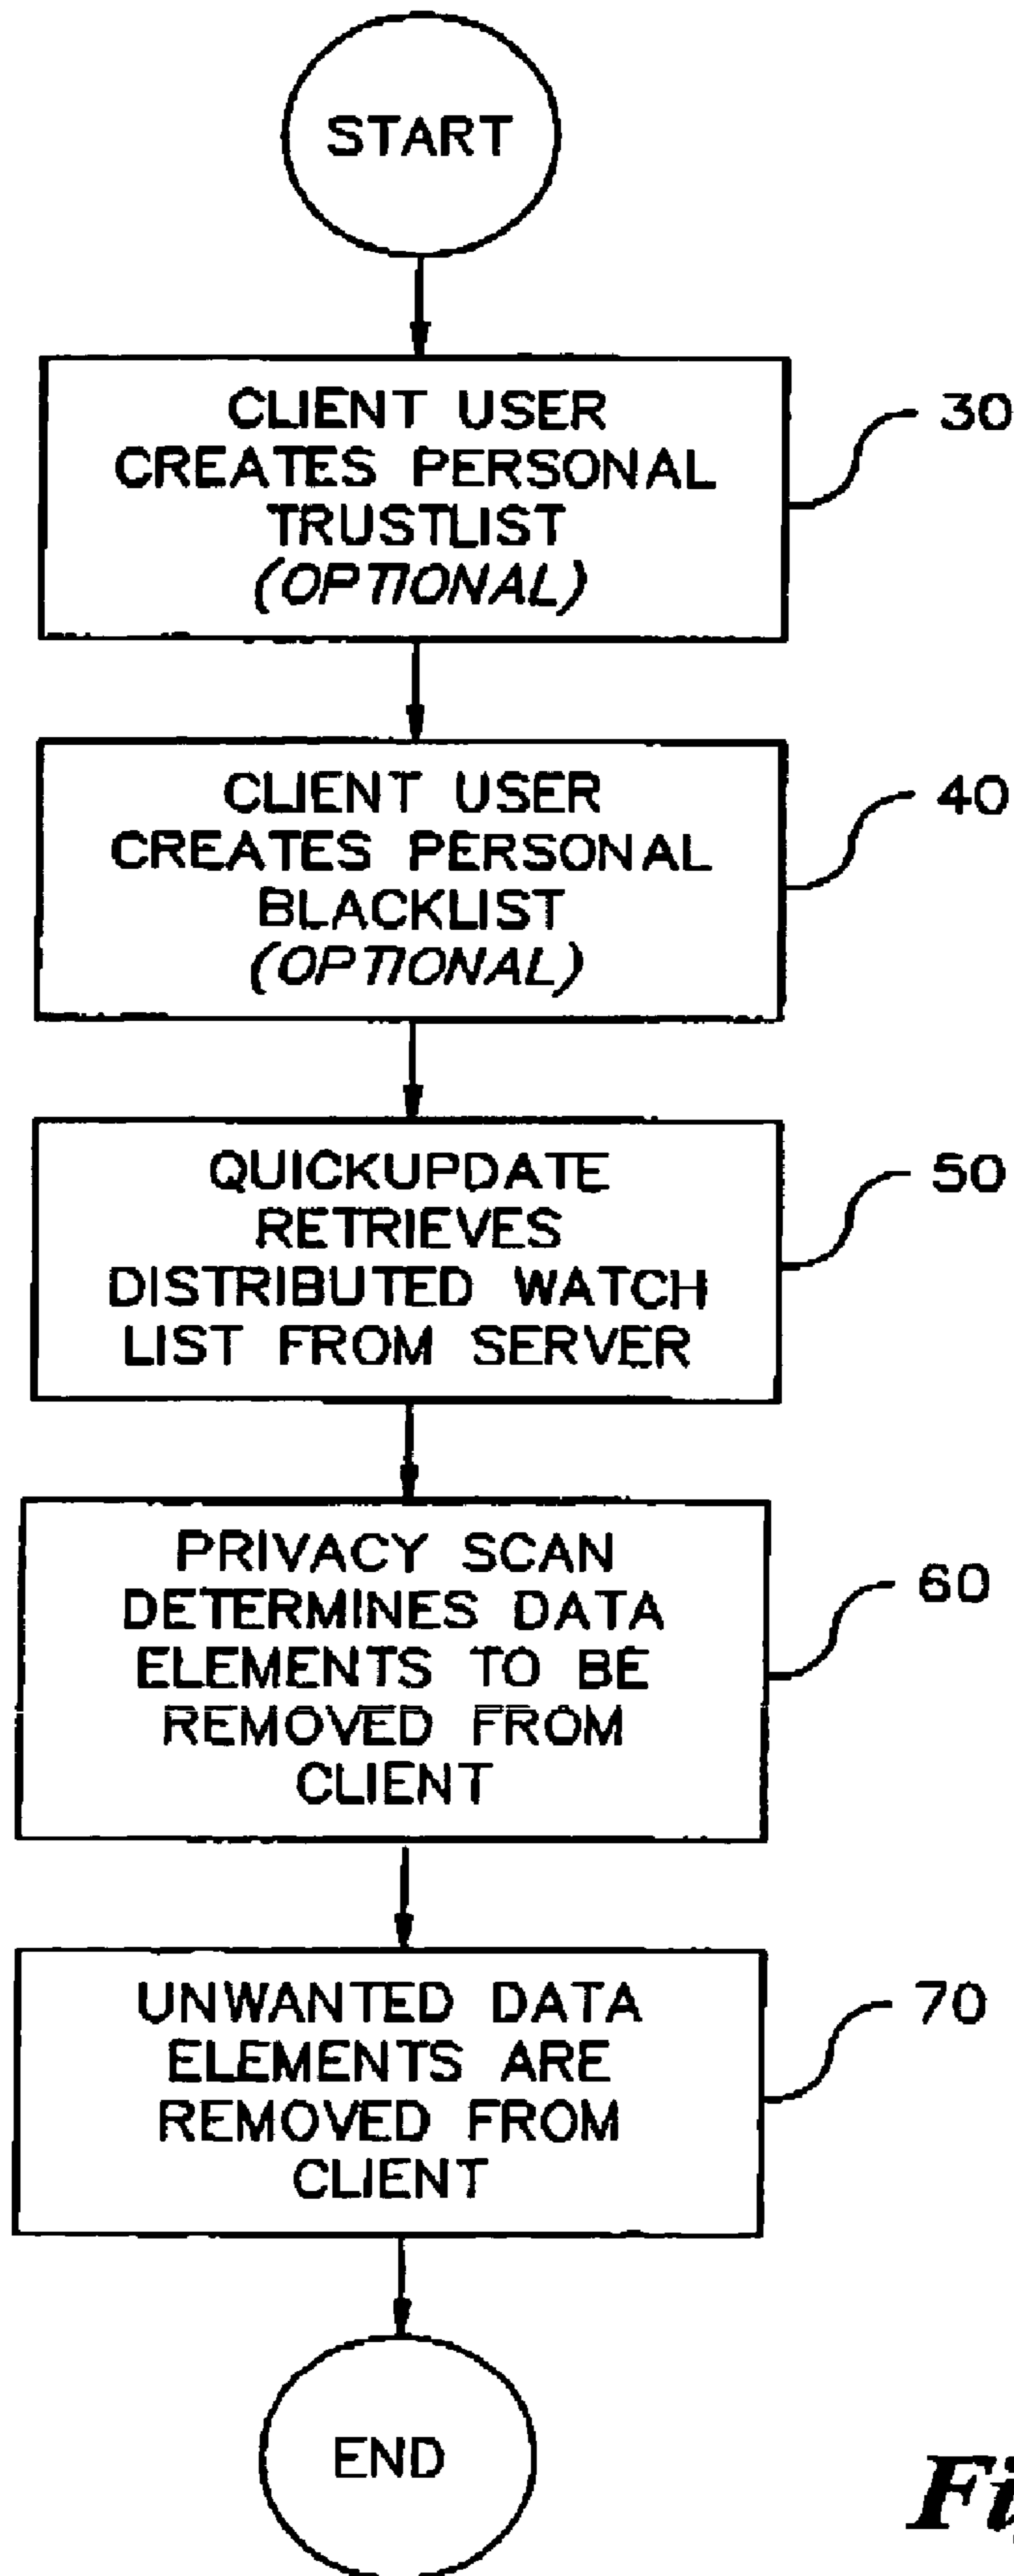 START
CLIENT USER
CREATES PERSONAL
TRUSTLIST
(OPTIONAL)
30
CLIENT USER
CREATES PERSONAL
BLACKLIST
(OPTIONAL)
40
QUICKUPDATE
RETRIEVES
DISTRIBUTED WATCH
LIST FROM SERVER
50
PRIVACY SCAN
DETERMINES DATA
ELEMENTS TO BE
REMOVED FROM
CLIENT
60
UNWANTED DATA
ELEMENTS ARE
REMOVED FROM
CLIENT
70
END